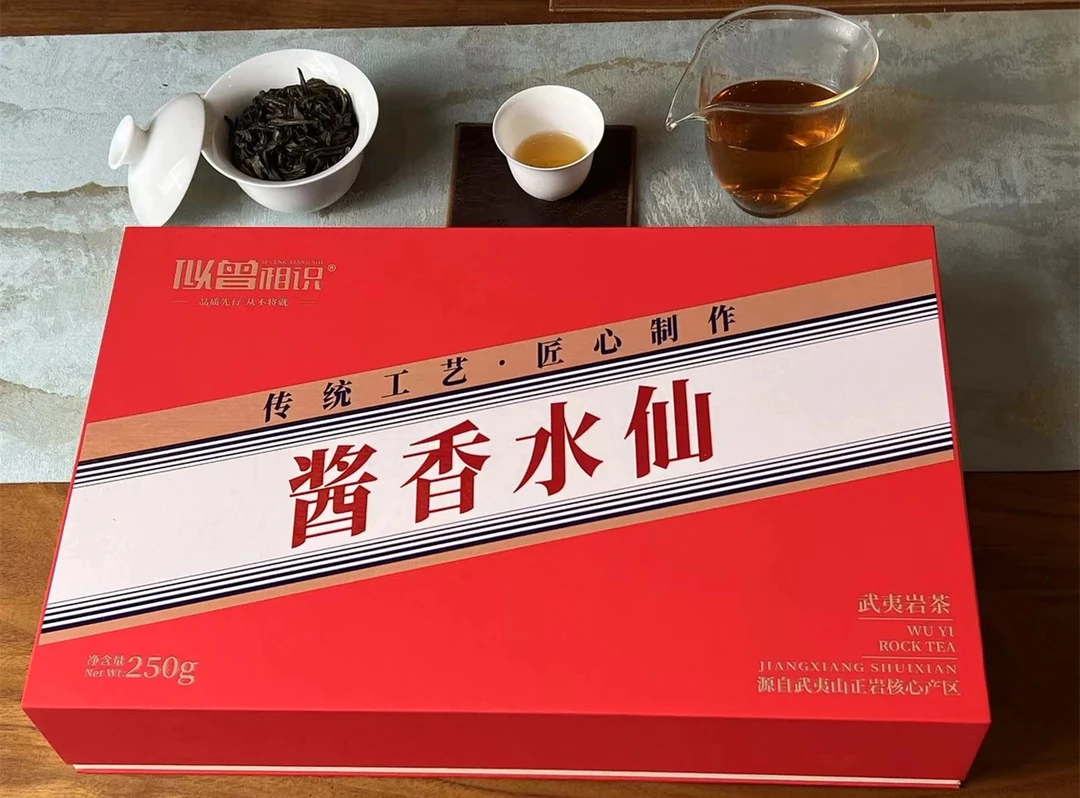 似曾相识®
品质先行 从不将就
传统工艺·匠心制作
酱香水仙
净含量
Net Wt:250g
武夷岩茶
WU YI
ROCK TEA
JIANGXIANG SHUIXIAN
源自武夷山正岩核心产区